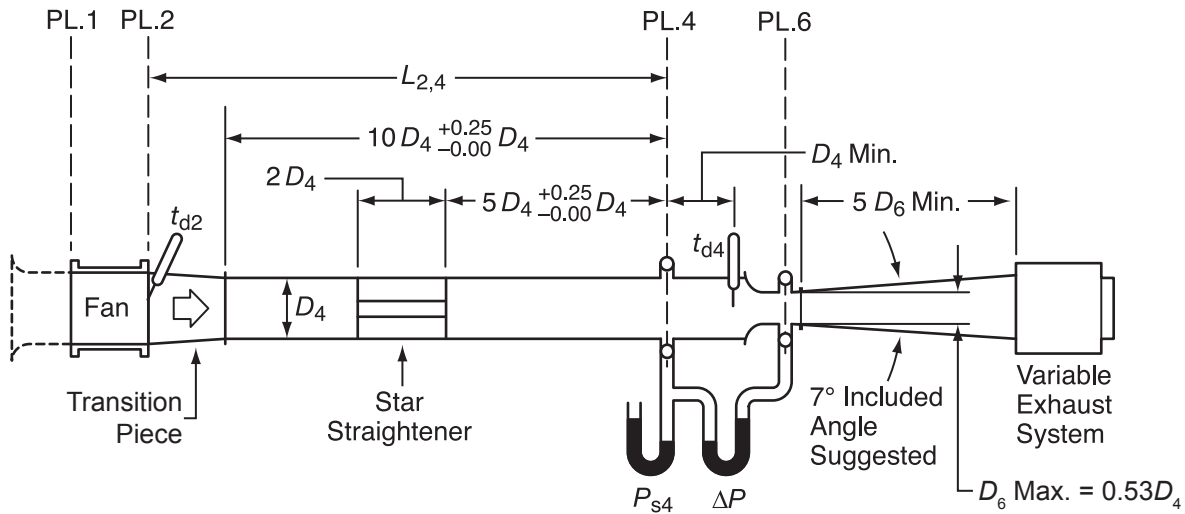 PL.1 PL.2 PL.4 PL.6
L2,4
10 D4 +0.25 −0.00 D4
D4 Min.
2 D4
5 D4 +0.25 −0.00 D4
5 D6 Min.
td2
td4
Fan
D4
Transition
Piece
Star
Straightener
7° Included
Angle
Suggested
Variable
Exhaust
System
Ps4
ΔP
D6 Max. = 0.53D4